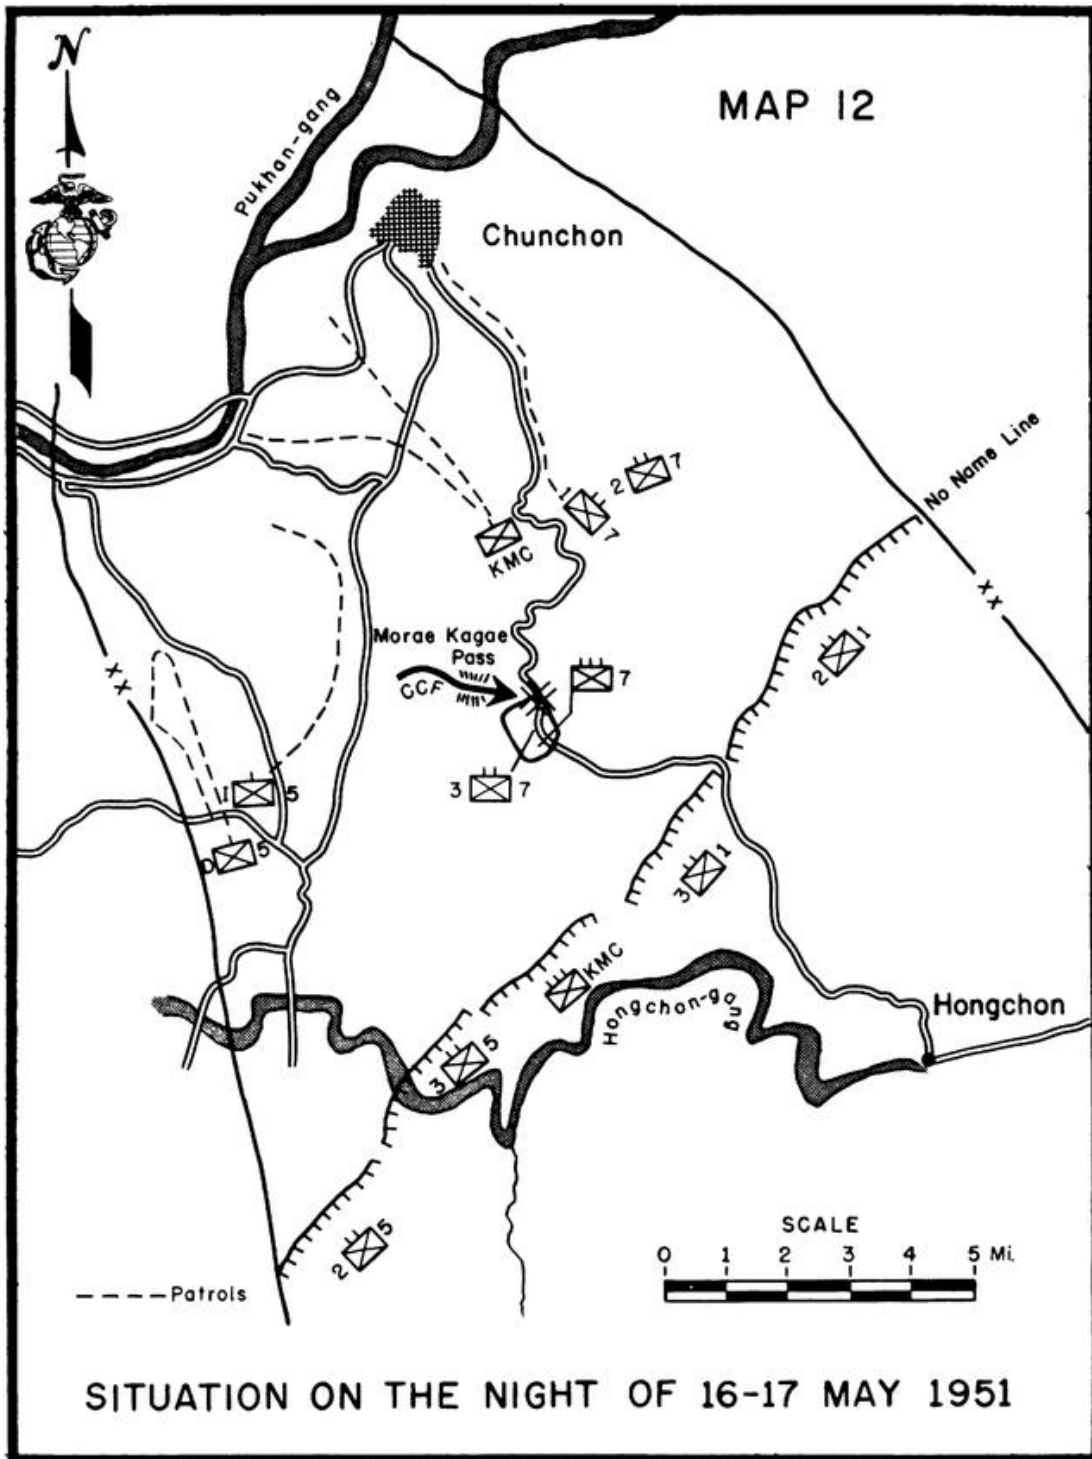 N
MAP 12
Pukhan-gang
Chunchon
No Name Line
2 7
1 7
KMC
XX
Morae Kagae
Pass
CCF
7
2 1
XX
3 7
1 5
D 5
3 1
KMC
Hongchon-gang
Hongchon
3 5
2 5
SCALE
0 1 2 3 4 5 Mi.
Patrols
SITUATION ON THE NIGHT OF 16-17 MAY 1951